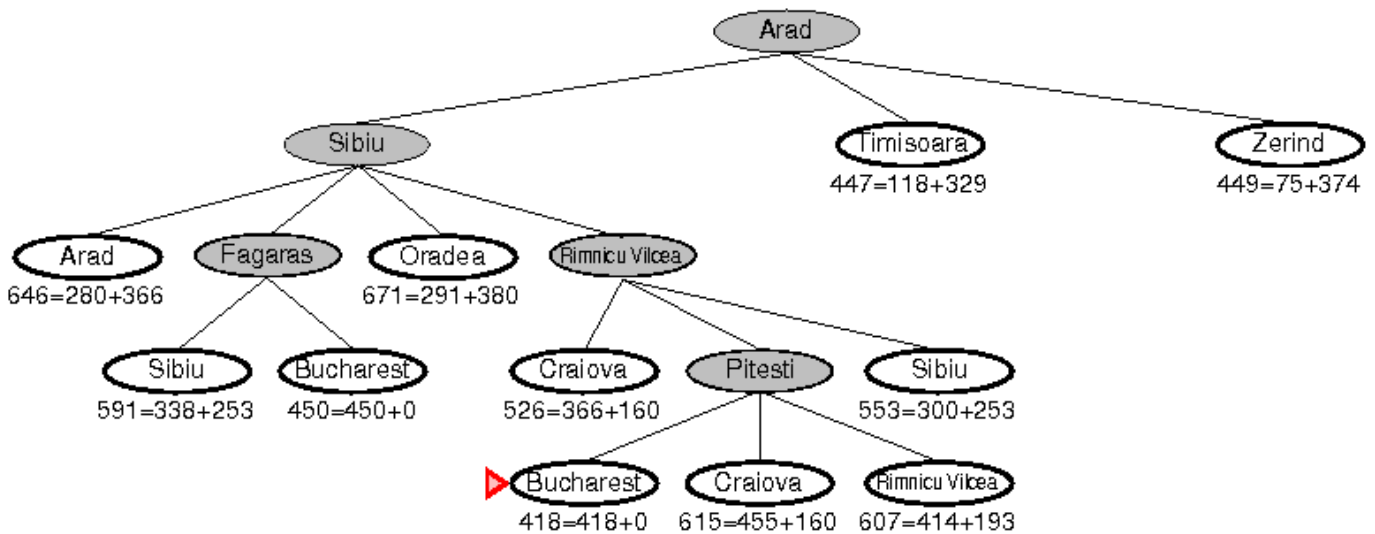 Arad
Sibiu
Timisoara
Zerind
447=118+329
449=75+374
Arad
Fagaras
Oradea
Rimnicu Vilcea
646=280+366
671=291+380
Sibiu
Bucharest
Craiova
Pitesti
Sibiu
591=338+253
450=450+0
526=366+160
553=300+253
Bucharest
Craiova
Rimnicu Vilcea
418=418+0
615=455+160
607=414+193